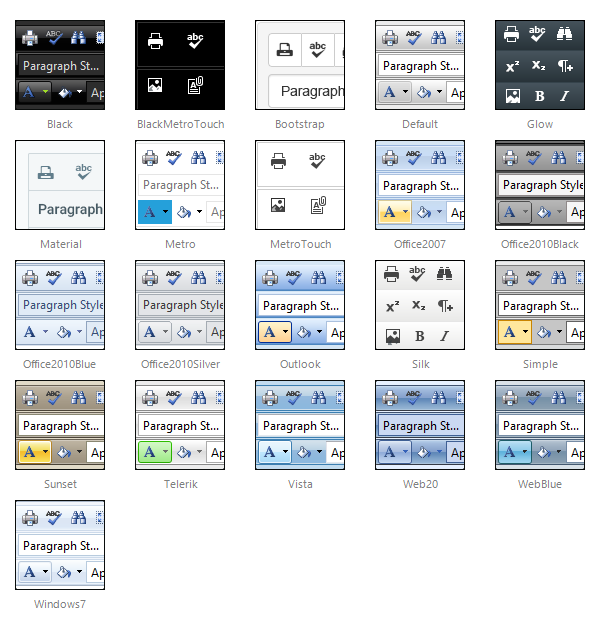 ABC
Paragraph St...
A Ap
Black
abc
A
BlackMetroTouch
abc
Paragraph
Bootstrap
ABC
Paragraph St...
A Ap
Default
abc
x² x₂ ¶+
B I
Glow
abc
Paragraph
Material
ABC
Paragraph St...
A Ap
Metro
abc
A
MetroTouch
ABC
Paragraph St...
A Ap
Office2007
ABC
Paragraph Style
A Ap
Office2010Black
ABC
Paragraph Style
A Ap
Office2010Blue
ABC
Paragraph Style
A Ap
Office2010Silver
ABC
Paragraph St...
A Ap
Outlook
abc
x² x₂ ¶+
B I
Silk
ABC
Paragraph St...
A Ap
Simple
ABC
Paragraph St...
A Ap
Sunset
ABC
Paragraph St...
A Ap
Telerik
ABC
Paragraph St...
A Ap
Vista
ABC
Paragraph St...
A Ap
Web20
ABC
Paragraph St...
A Ap
WebBlue
ABC
Paragraph St...
A Ap
Windows7